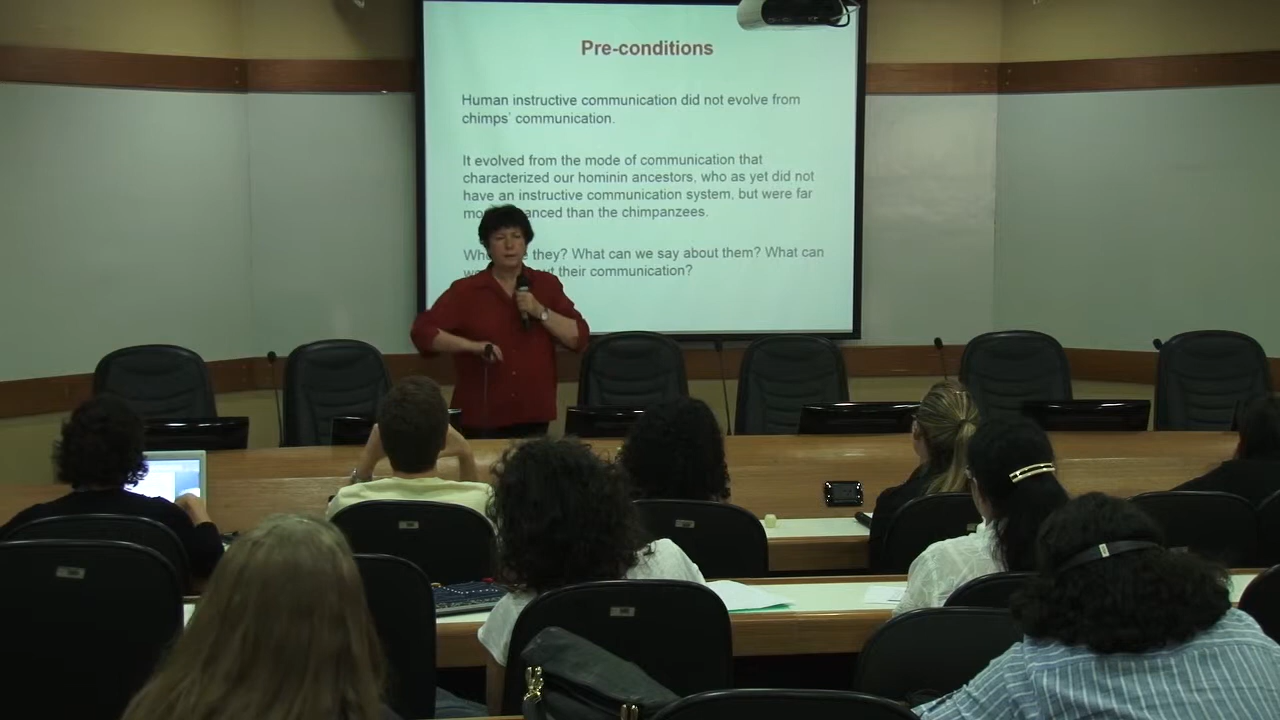 Pre-conditions
Human instructive communication did not evolve from
chimps' communication.
It evolved from the mode of communication that
characterized our hominin ancestors, who as yet did not
have an instructive communication system, but were far
than the chimpanzees.
they? What can we say about them? What can
their communication?